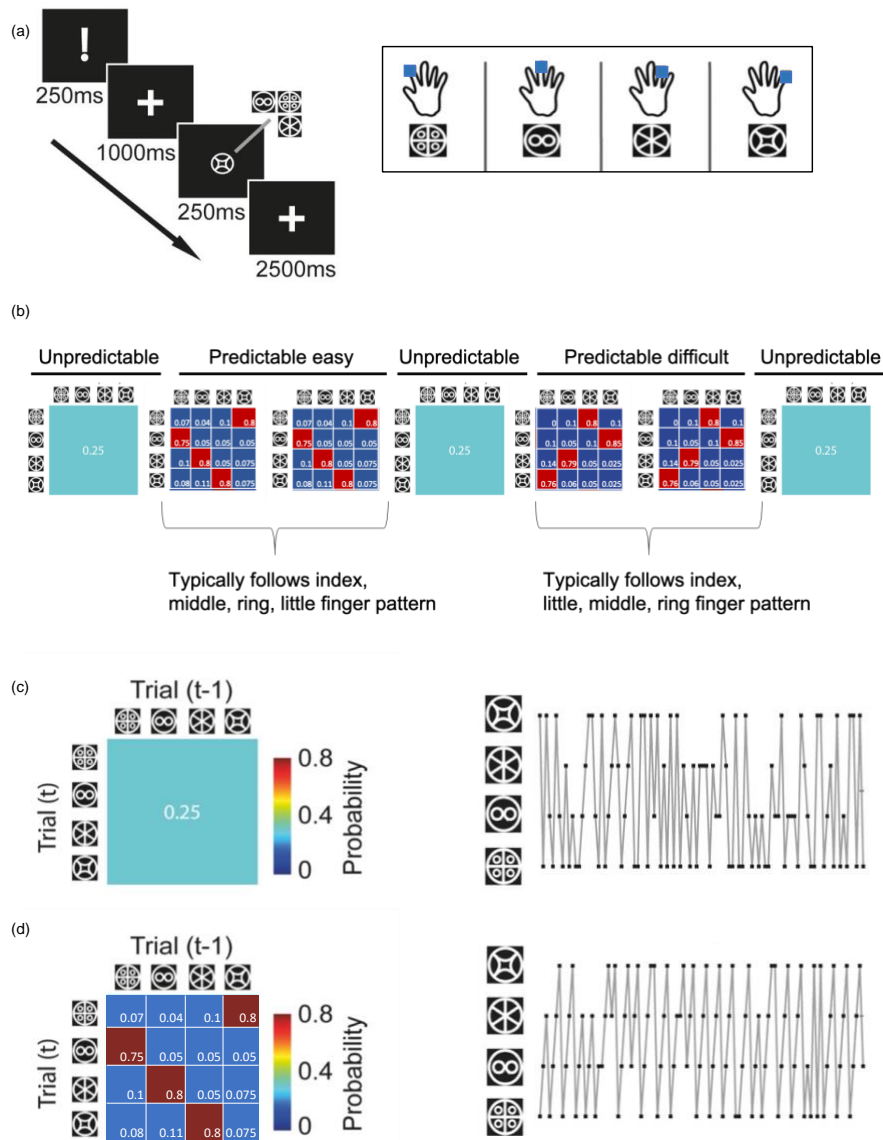 (a)
!
250ms
+
1000ms
250ms
+
2500ms
(b)
Unpredictable Predictable easy Unpredictable Predictable difficult Unpredictable
0.25
0.07 0.04 0.1 0.8
0.75 0.05 0.05 0.05
0.1 0.8 0.05 0.075
0.08 0.11 0.8 0.075
0.07 0.04 0.1 0.8
0.75 0.05 0.05 0.05
0.1 0.8 0.05 0.075
0.08 0.11 0.8 0.075
0.25
0 0.1 0.8 0.1
0.1 0.05 0.1 0.85
0.14 0.79 0.05 0.025
0.76 0.06 0.05 0.025
0.1 0.8 0.1
0.1 0.05 0.1 0.85
0.14 0.79 0.05 0.025
0.76 0.06 0.05 0.025
0.25
Typically follows index,
middle, ring, little finger pattern
Typically follows index,
little, middle, ring finger pattern
(c)
Trial (t-1)
Trial (t)
0.25
0.8
0.4
0
Probability
(d)
Trial (t-1)
0.07 0.04 0.1 0.8
0.75 0.05 0.05 0.05
0.1 0.8 0.05 0.075
0.08 0.11 0.8 0.075
0.8
0.4
0
Probability